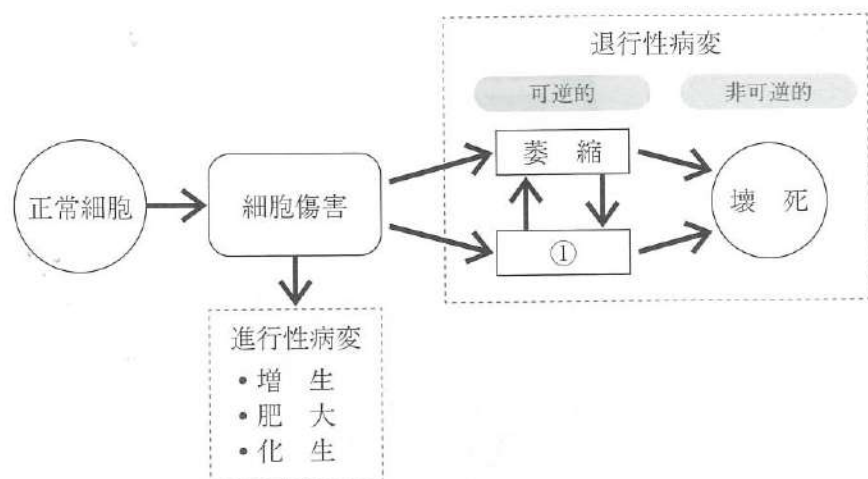 退行性病変
可逆的
非可逆的
萎 縮
正常細胞
細胞傷害
壊 死
①
進行性病変
• 増 生
• 肥 大
• 化 生